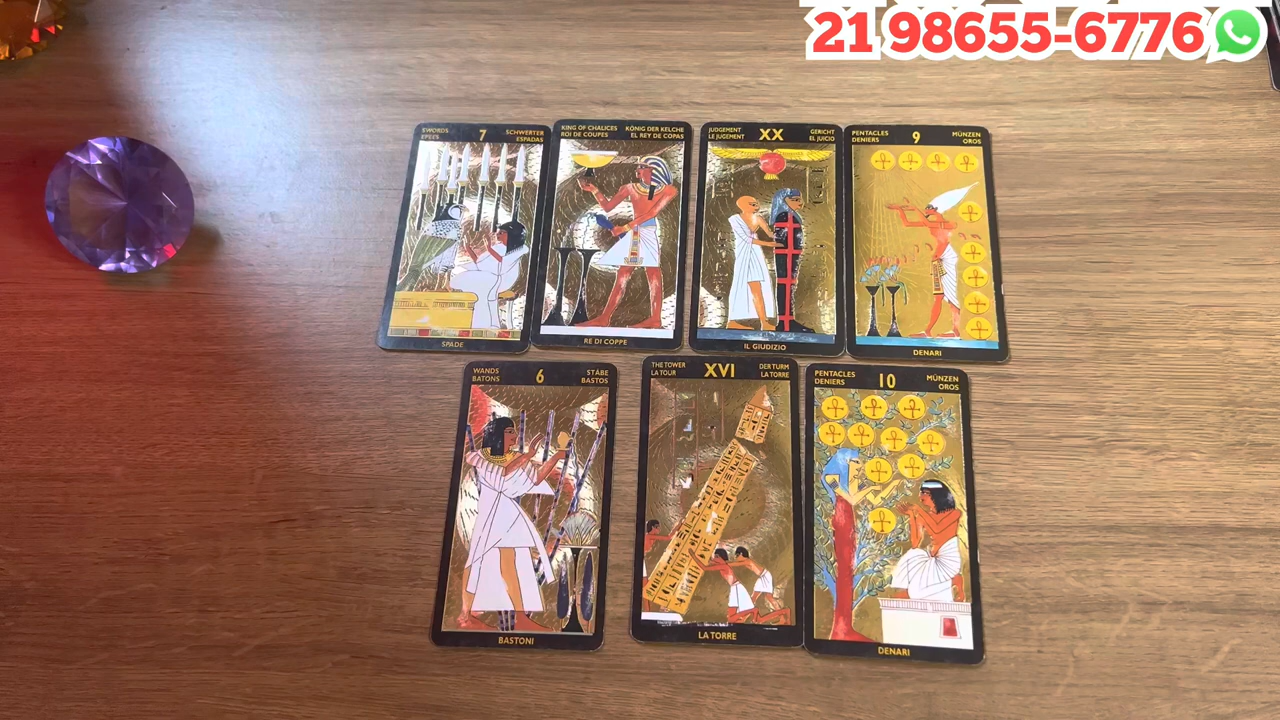 21 98655-6776
SWORDS
EPEES
7
SCHWERTER
ESPADAS
SPADE
KING OF CHALICES
ROI DE COUPES
KÖNIG DER KELCHE
EL REY DE COPAS
RE DI COPPE
JUDGEMENT
LE JUGEMENT
XX
GERICHT
EL JUICIO
IL GIUDIZIO
PENTACLES
DENIERS
9
MÜNZEN
OROS
DENARI
WANDS
BATONS
6
STÄBE
BASTOS
BASTONI
THE TOWER
LA TOUR
XVI
DER TURM
LA TORRE
LA TORRE
PENTACLES
DENIERS
10
MÜNZEN
OROS
DENARI